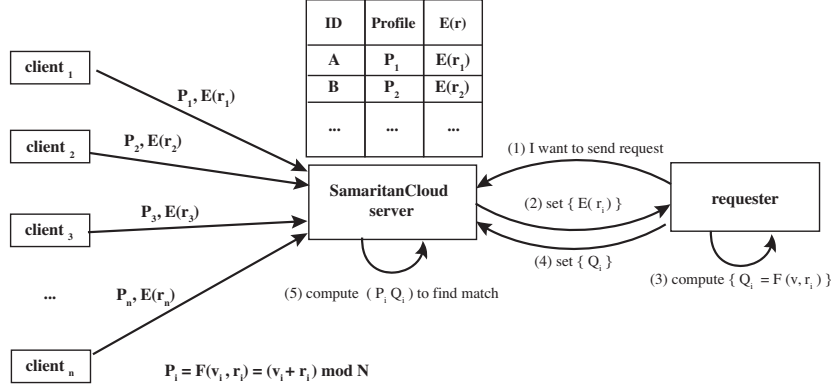 ID Profile E(r)
A P₁ E(r₁)
B P₂ E(r₂)
... ... ...
client ₁
P₁, E(r₁)
client ₂
P₂, E(r₂)
client ₃
P₃, E(r₃)
...
Pₙ, E(rₙ)
client ₙ
SamaritanCloud
server
(1) I want to send request
(2) set { E( rᵢ) }
(4) set { Qᵢ }
requester
(3) compute { Qᵢ = F (v, rᵢ) }
(5) compute ( Pᵢ Qᵢ ) to find match
Pᵢ = F(vᵢ , rᵢ) = (vᵢ + rᵢ) mod N